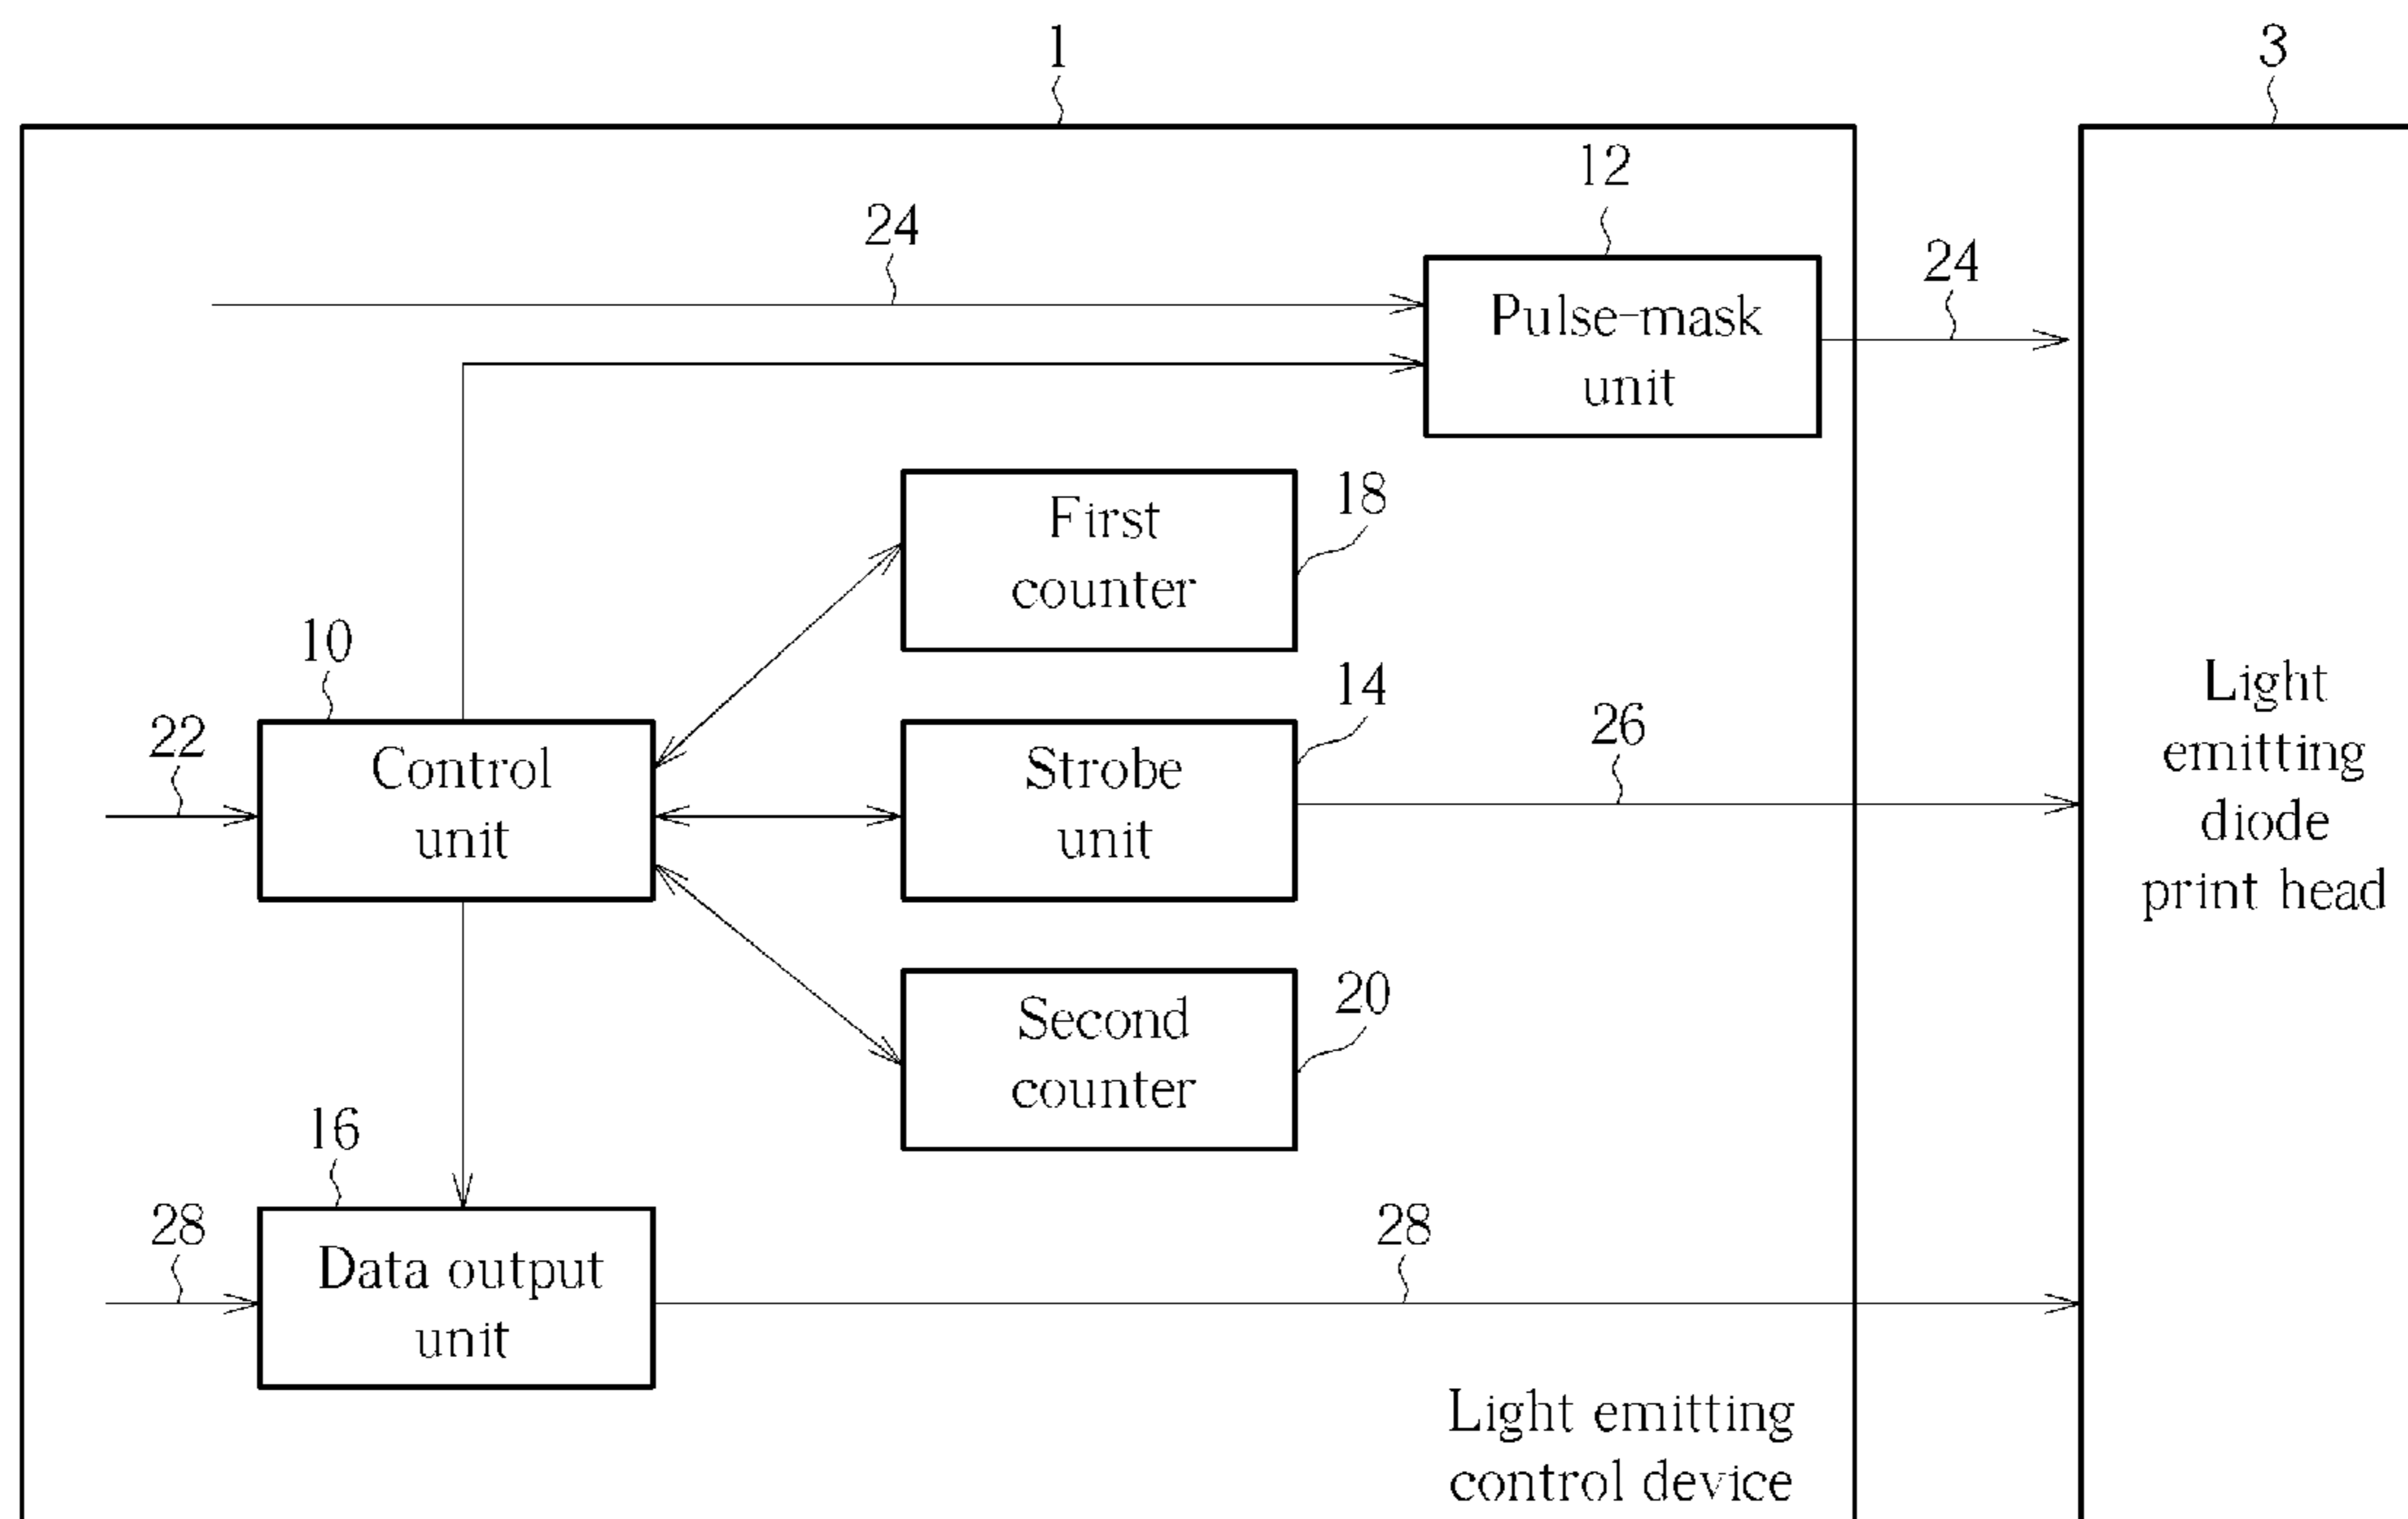 1
3
12
24
24
Pulse-mask
unit
First
counter
18
10
14
22
Control
unit
Strobe
unit
26
Light
emitting
diode
print head
Second
counter
20
16
28
Data output
unit
28
Light emitting
control device